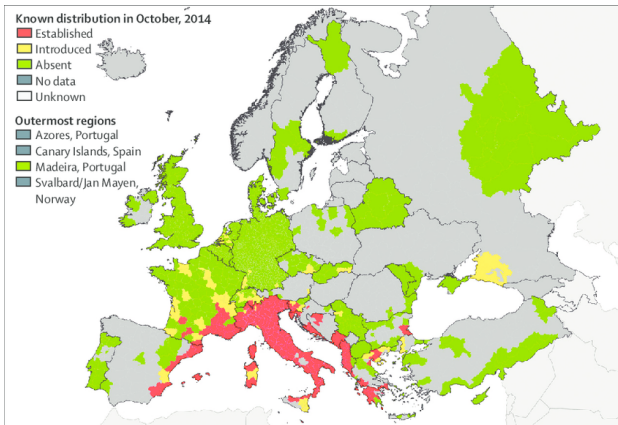 Known distribution in October, 2014
Established
Introduced
Absent
No data
Unknown
Outermost regions
Azores, Portugal
Canary Islands, Spain
Madeira, Portugal
Svalbard/Jan Mayen,
Norway